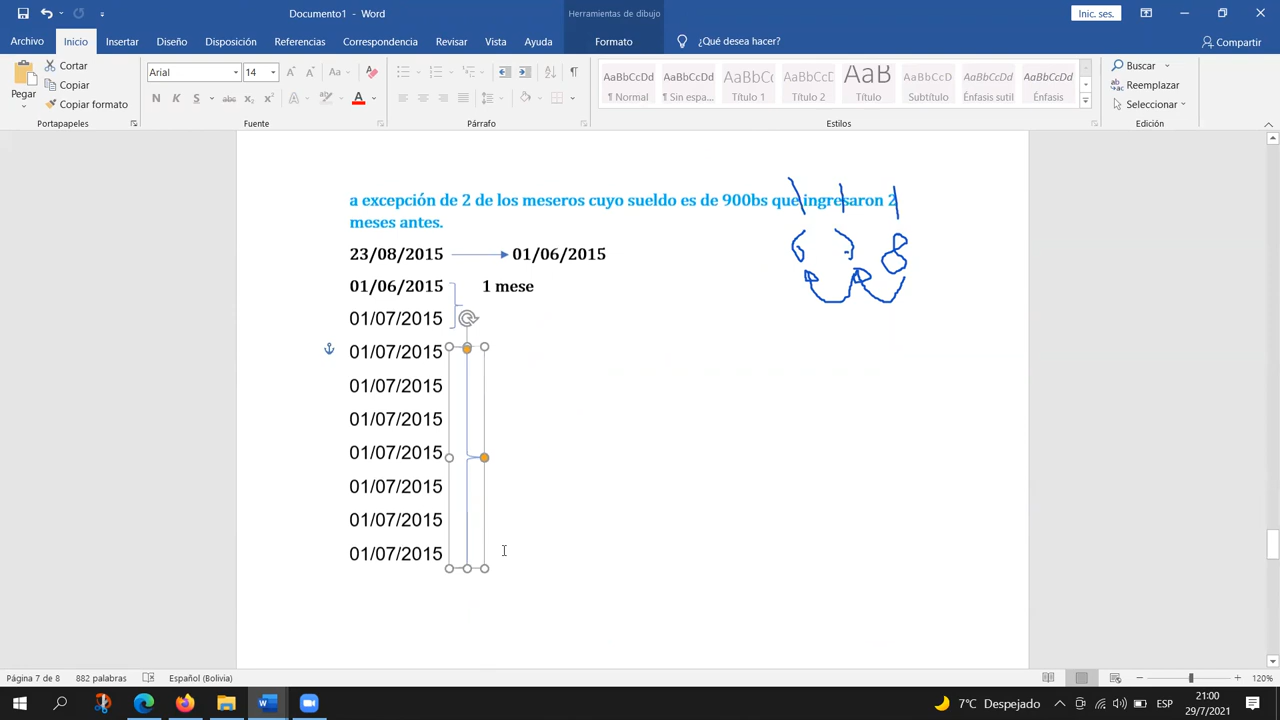 Documento1 - Word
Herramientas de dibujo
Inic. ses.
Archivo Inicio Insertar Diseño Disposición Referencias Correspondencia Revisar Vista Ayuda Formato ¿Qué desea hacer? Compartir
Pegar
Cortar
Copiar
Copiar formato
Portapapeles
Arial 14
N K S abc x₂ x²
Fuente
Párrafo
AaBbCcDd AaBbCcDd AaBbCc AaBbCcD AaB AaBbCcD AaBbCcDd AaBbCcDd
¶ Normal ¶ Sin espa... Título 1 Título 2 Título Subtítulo Énfasis sutil Énfasis
Estilos
Buscar
Reemplazar
Seleccionar
Edición
a excepción de 2 de los meseros cuyo sueldo es de 900bs que ingresaron 2
meses antes.
23/08/2015 01/06/2015
01/06/2015 1 mese
01/07/2015
01/07/2015
01/07/2015
01/07/2015
01/07/2015
01/07/2015
01/07/2015
01/07/2015
8
Página 7 de 8 882 palabras Español (Bolivia) 120%
7°C Despejado ESP
21:00
29/7/2021